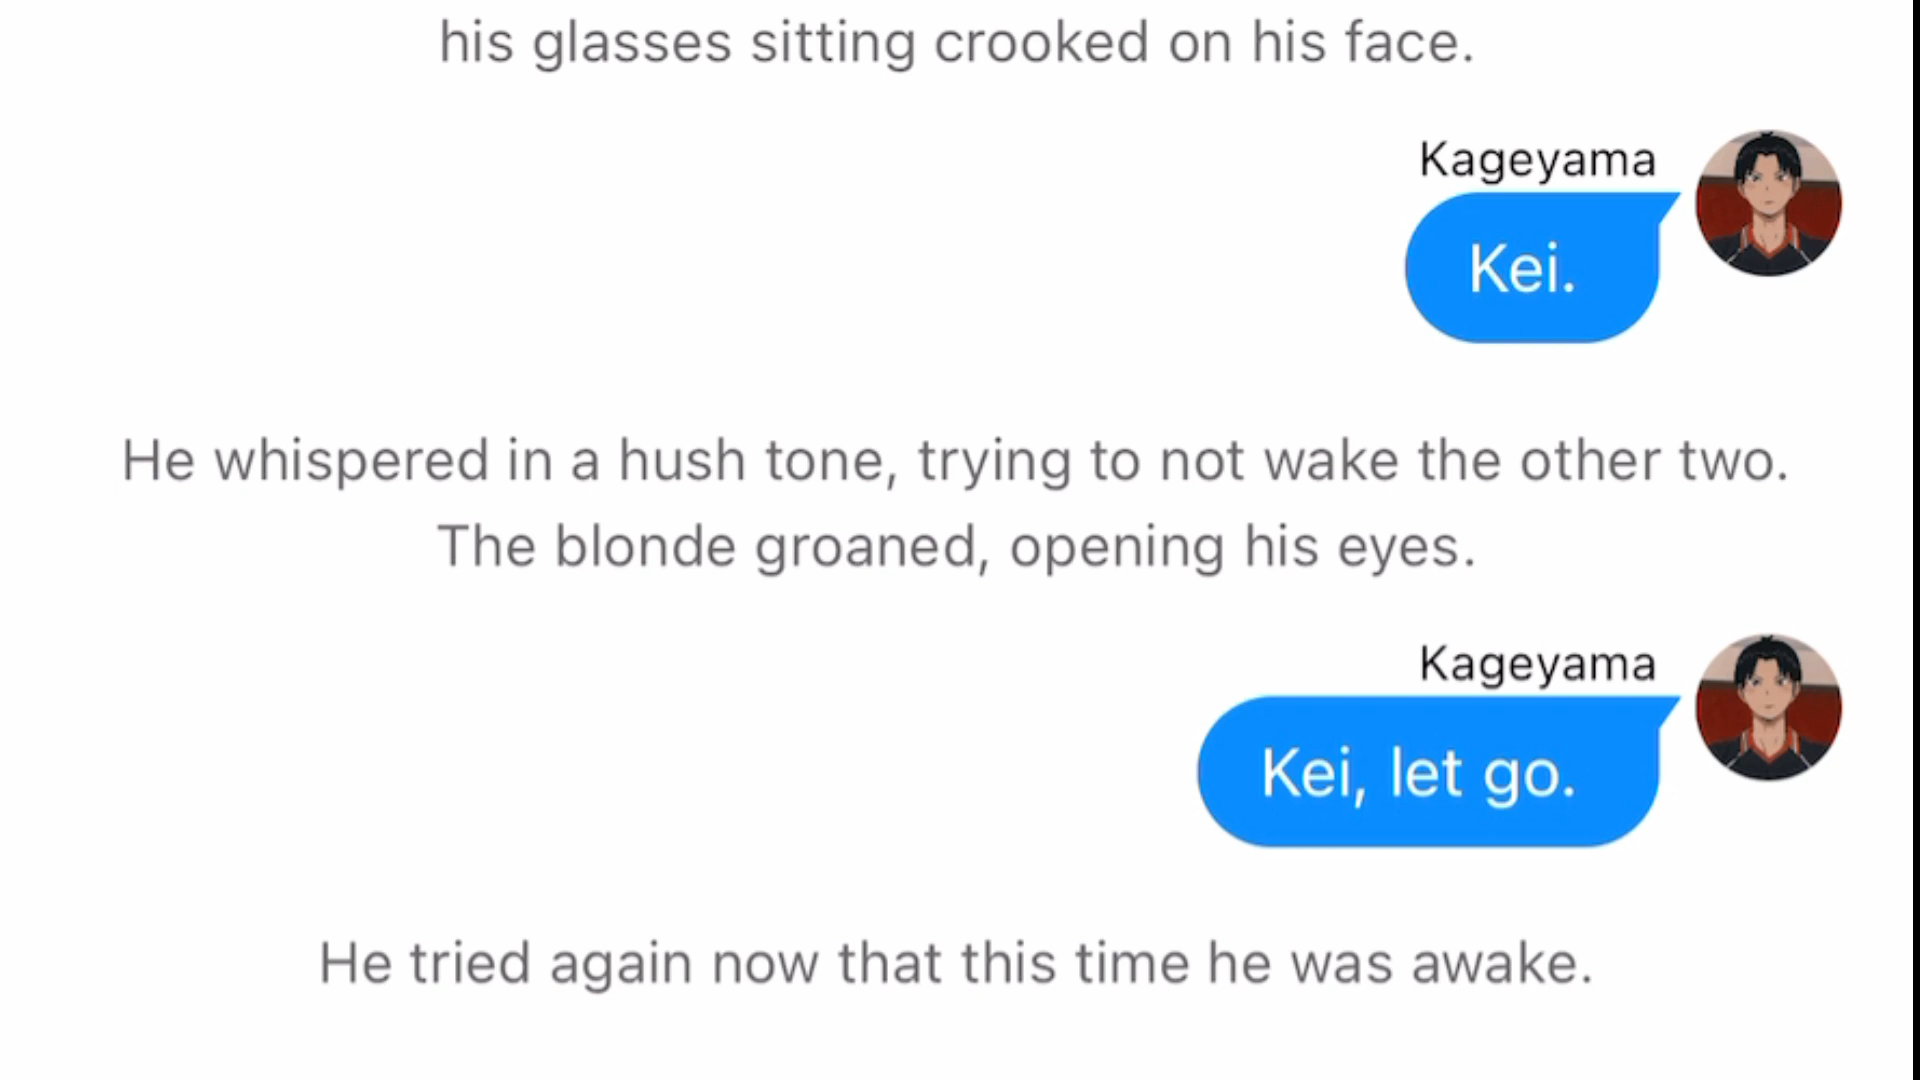 his glasses sitting crooked on his face.
Kageyama
Kei.
He whispered in a hush tone, trying to not wake the other two.
The blonde groaned, opening his eyes.
Kageyama
Kei, let go.
He tried again now that this time he was awake.